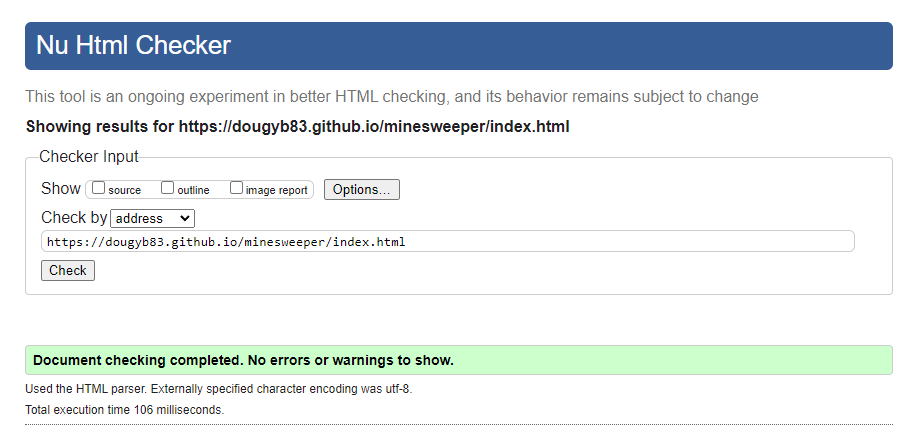 Nu Html Checker
This tool is an ongoing experiment in better HTML checking, and its behavior remains subject to change
Showing results for https://dougyb83.github.io/minesweeper/index.html
Checker Input
Show source outline image report Options...
Check by address
https://dougyb83.github.io/minesweeper/index.html
Check
Document checking completed. No errors or warnings to show.
Used the HTML parser. Externally specified character encoding was utf-8.
Total execution time 106 milliseconds.